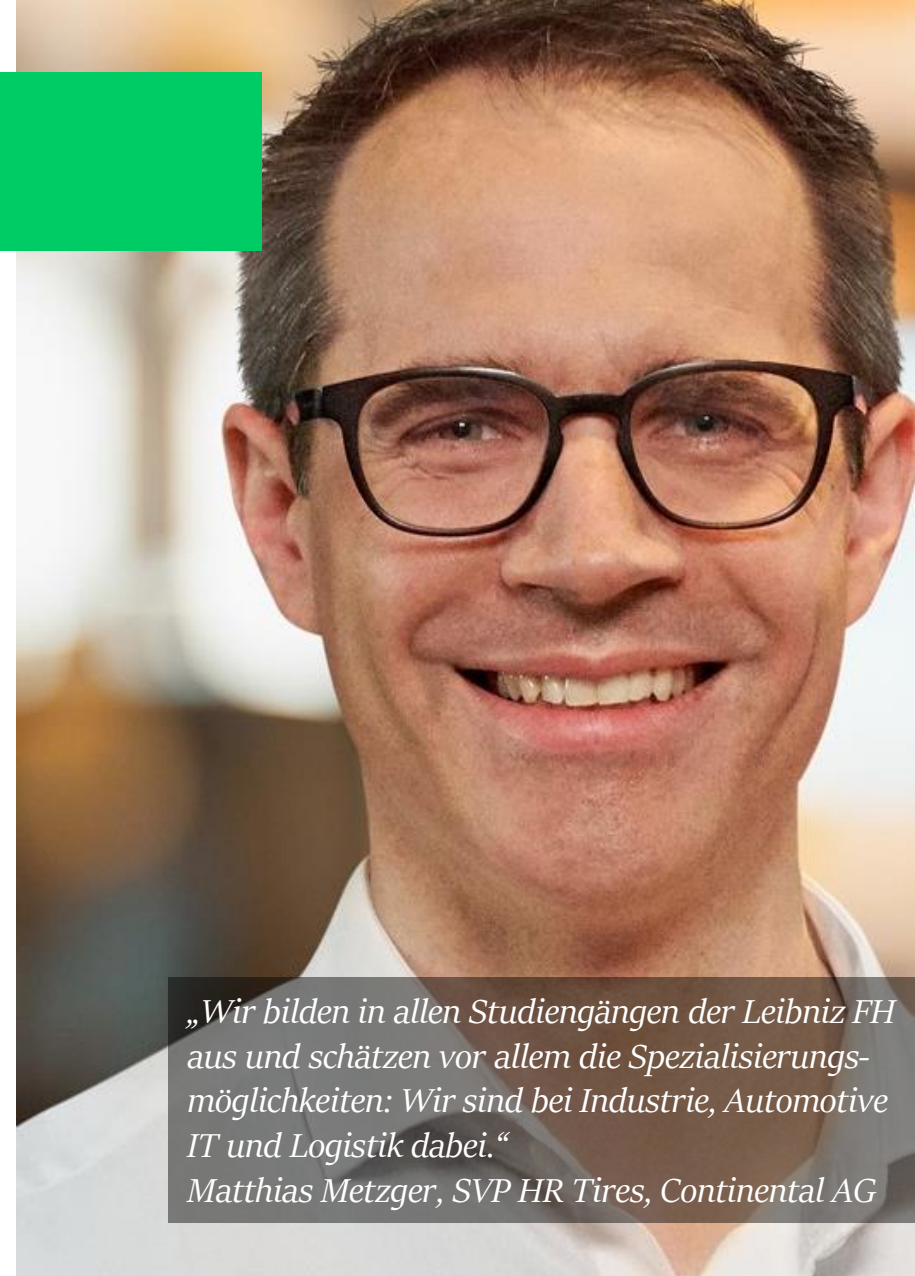 „Wir bilden in allen Studiengängen der Leibniz FH
aus und schätzen vor allem die Spezialisierungs-
möglichkeiten: Wir sind bei Industrie, Automotive
IT und Logistik dabei.“
Matthias Metzger, SVP HR Tires, Continental AG